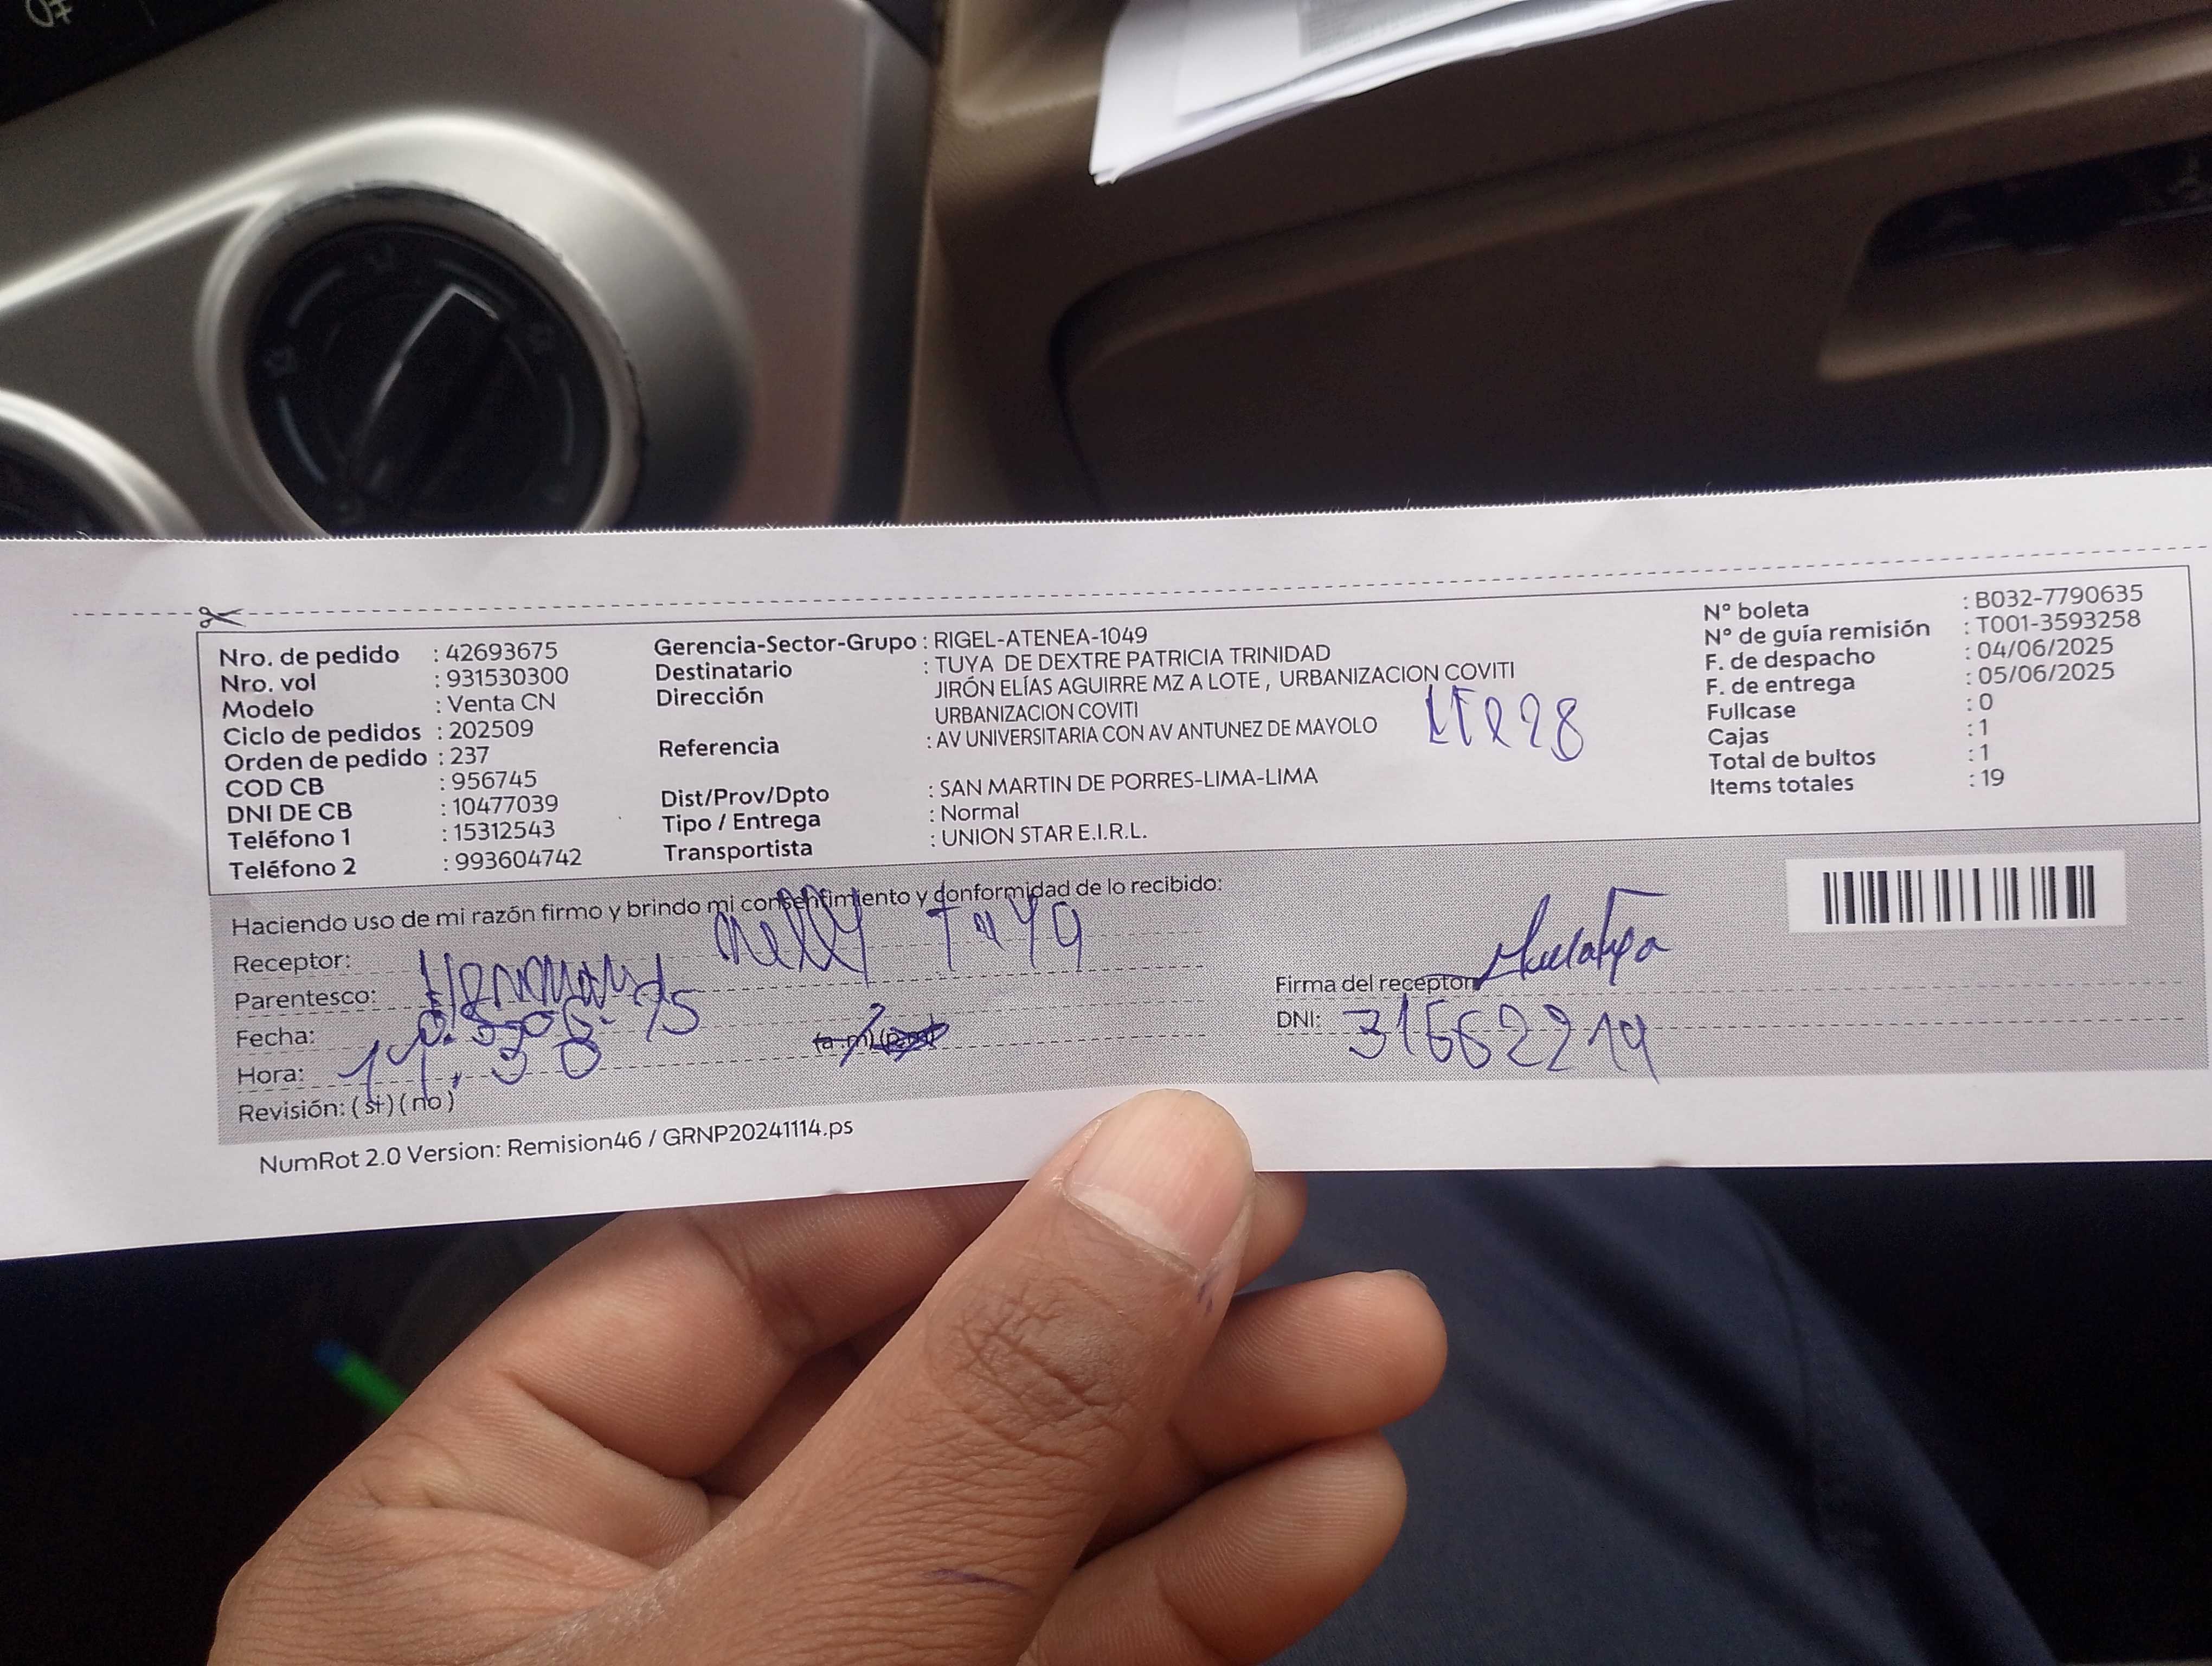 Nro. de pedido : 42693675
Nro. vol : 931530300
Modelo : Venta CN
Ciclo de pedidos : 202509
Orden de pedido : 237
COD CB : 956745
DNI DE CB : 10477039
Teléfono 1 : 15312543
Teléfono 2 : 993604742
Gerencia-Sector-Grupo : RIGEL-ATENEA-1049
Destinatario : TUYA DE DEXTRE PATRICIA TRINIDAD
Dirección JIRÓN ELÍAS AGUIRRE MZ A LOTE , URBANIZACION COVITI
URBANIZACION COVITI
Referencia : AV UNIVERSITARIA CON AV ANTUNEZ DE MAYOLO
Dist/Prov/Dpto : SAN MARTIN DE PORRES-LIMA-LIMA
Tipo / Entrega : Normal
Transportista : UNION STAR E.I.R.L.
N° boleta : B032-7790635
N° de guía remisión : T001-3593258
F. de despacho : 04/06/2025
F. de entrega : 05/06/2025
Fullcase : 0
Cajas : 1
Total de bultos : 1
Items totales : 19
Haciendo uso de mi razón firmo y brindo mi consentimiento y conformidad de lo recibido:
Receptor: Nelly Tuya
Parentesco:
Fecha:
Hora: (a.m)
Revisión: (si) (no)
Firma del receptor
DNI: 31662214
NumRot 2.0 Version: Remision46 / GRNP20241114.ps